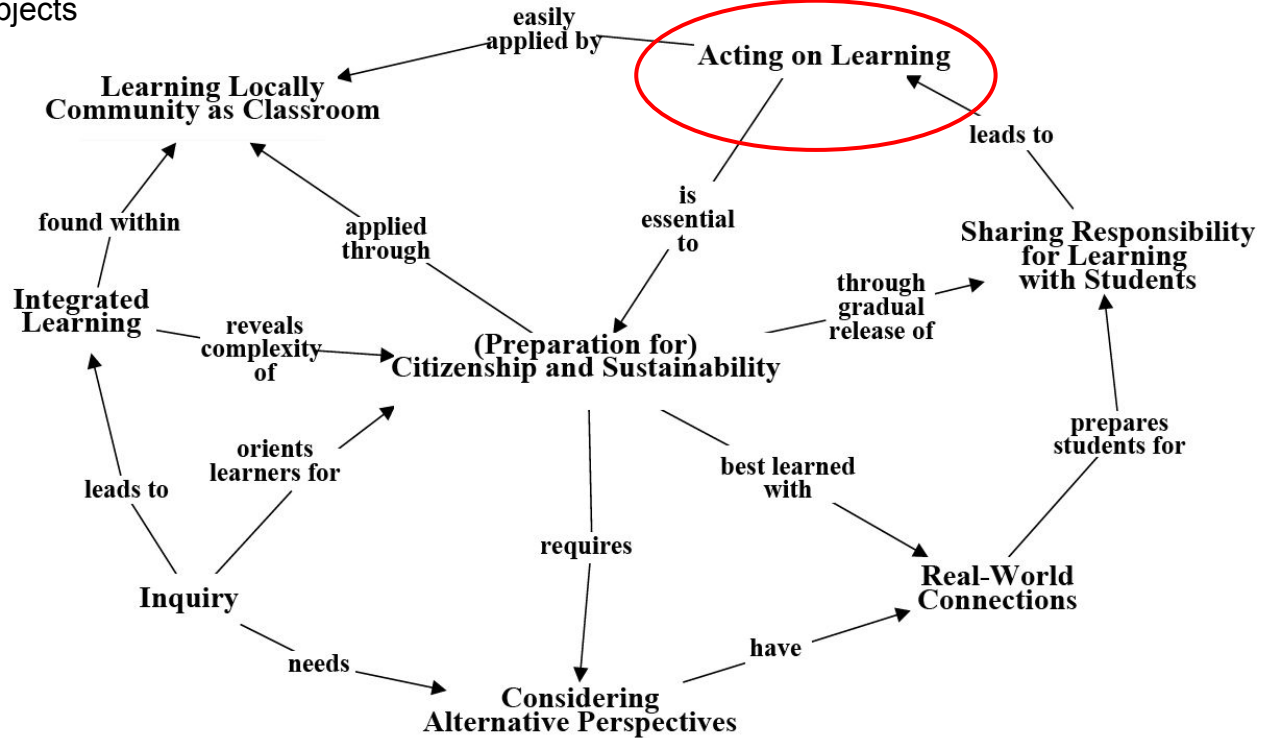 bjects
easily
applied by
Acting on Learning
Learning Locally
Community as Classroom
leads to
found within
applied
through
is
essential
to
Sharing Responsibility
for Learning
with Students
through
gradual
release of
Integrated
Learning
reveals
complexity
of
(Preparation for)
Citizenship and Sustainability
orients
learners for
leads to
best learned
with
prepares
students for
requires
Inquiry
Real-World
Connections
needs
have
Considering
Alternative Perspectives